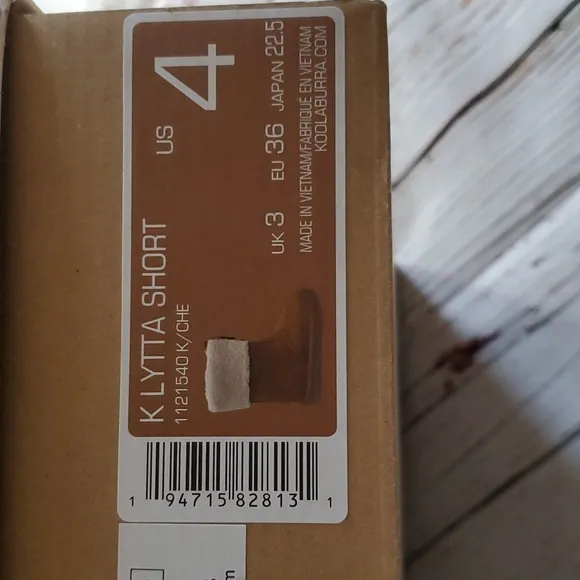 K LYTTA SHORT
1121540 K/CHE
US 4
UK 3 EU 36 JAPAN 22.5
MADE IN VIETNAM/FABRIQUÉ EN VIETNAM
KOOLABURRA.COM
1 94715 82813 1